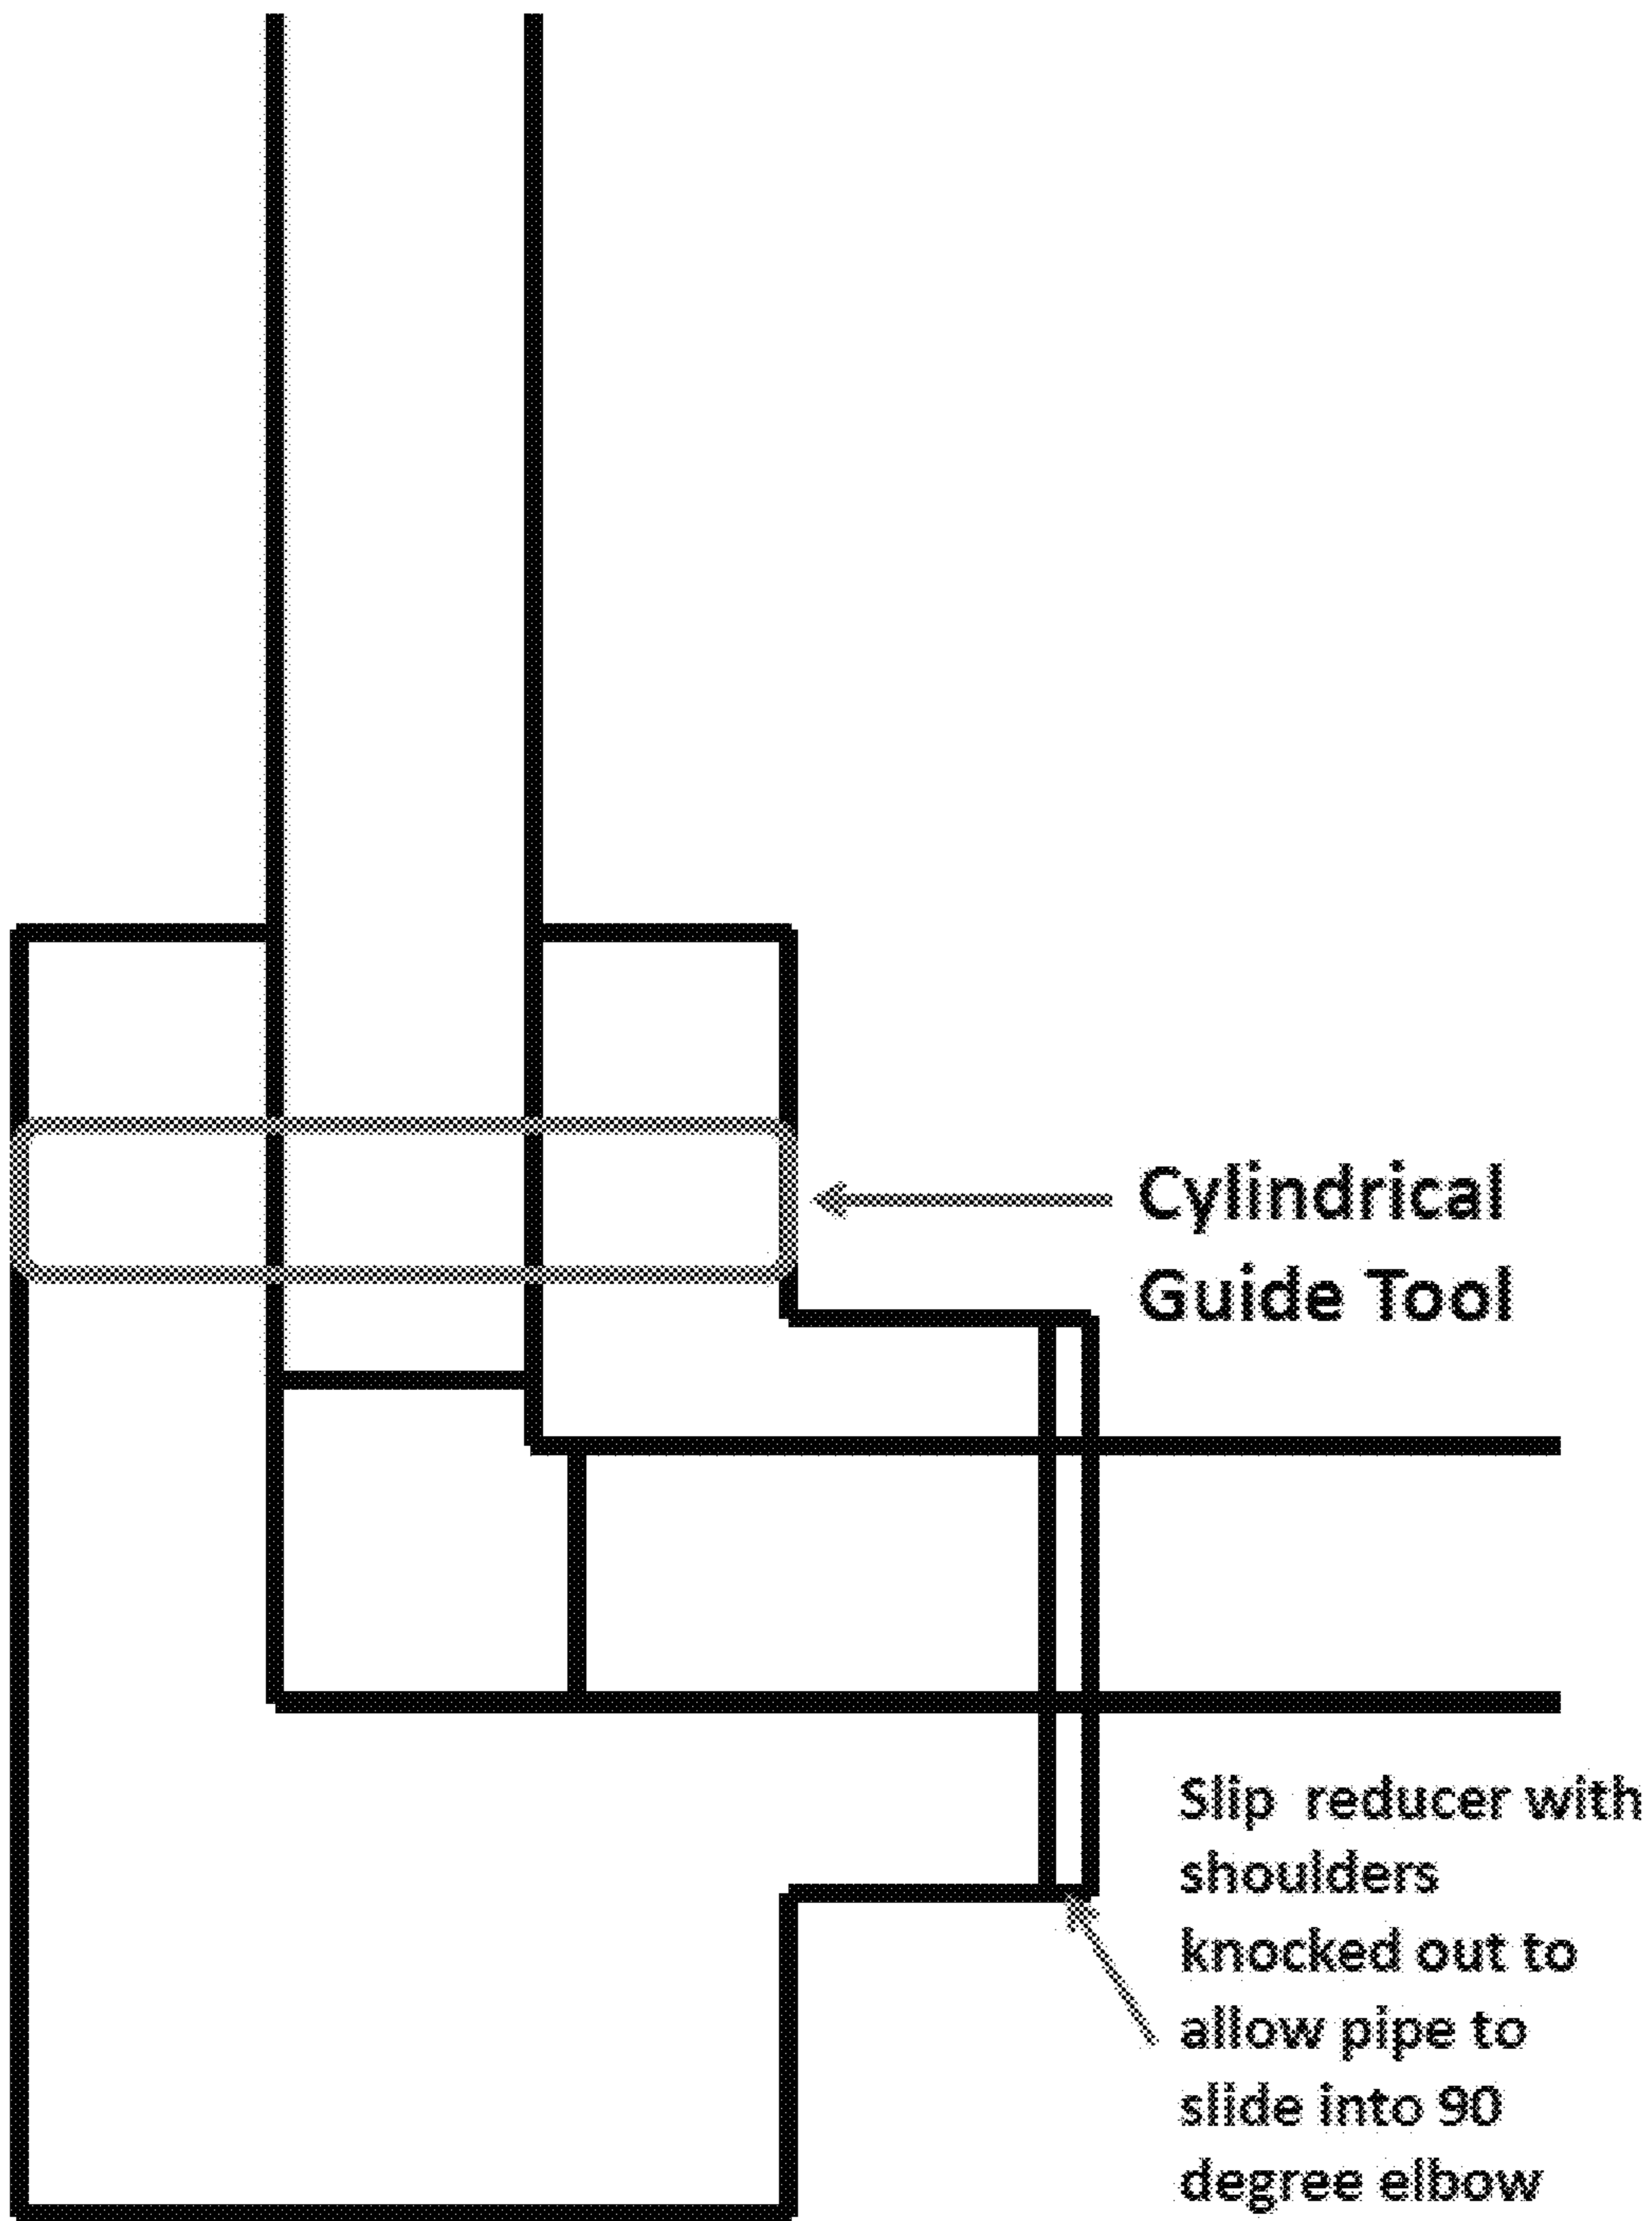 Cylindrical
Guide Tool
Slip reducer with
shoulders
knocked out to
allow pipe to
slide into 90
degree elbow